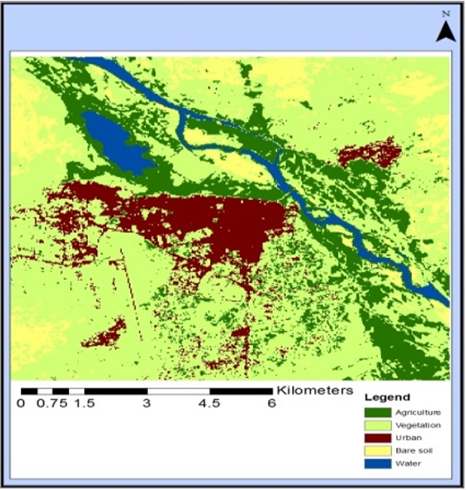 N
Kilometers
0 0.75 1.5 3 4.5 6
Legend
Agriculture
Vegetation
Urban
Bare soil
Water